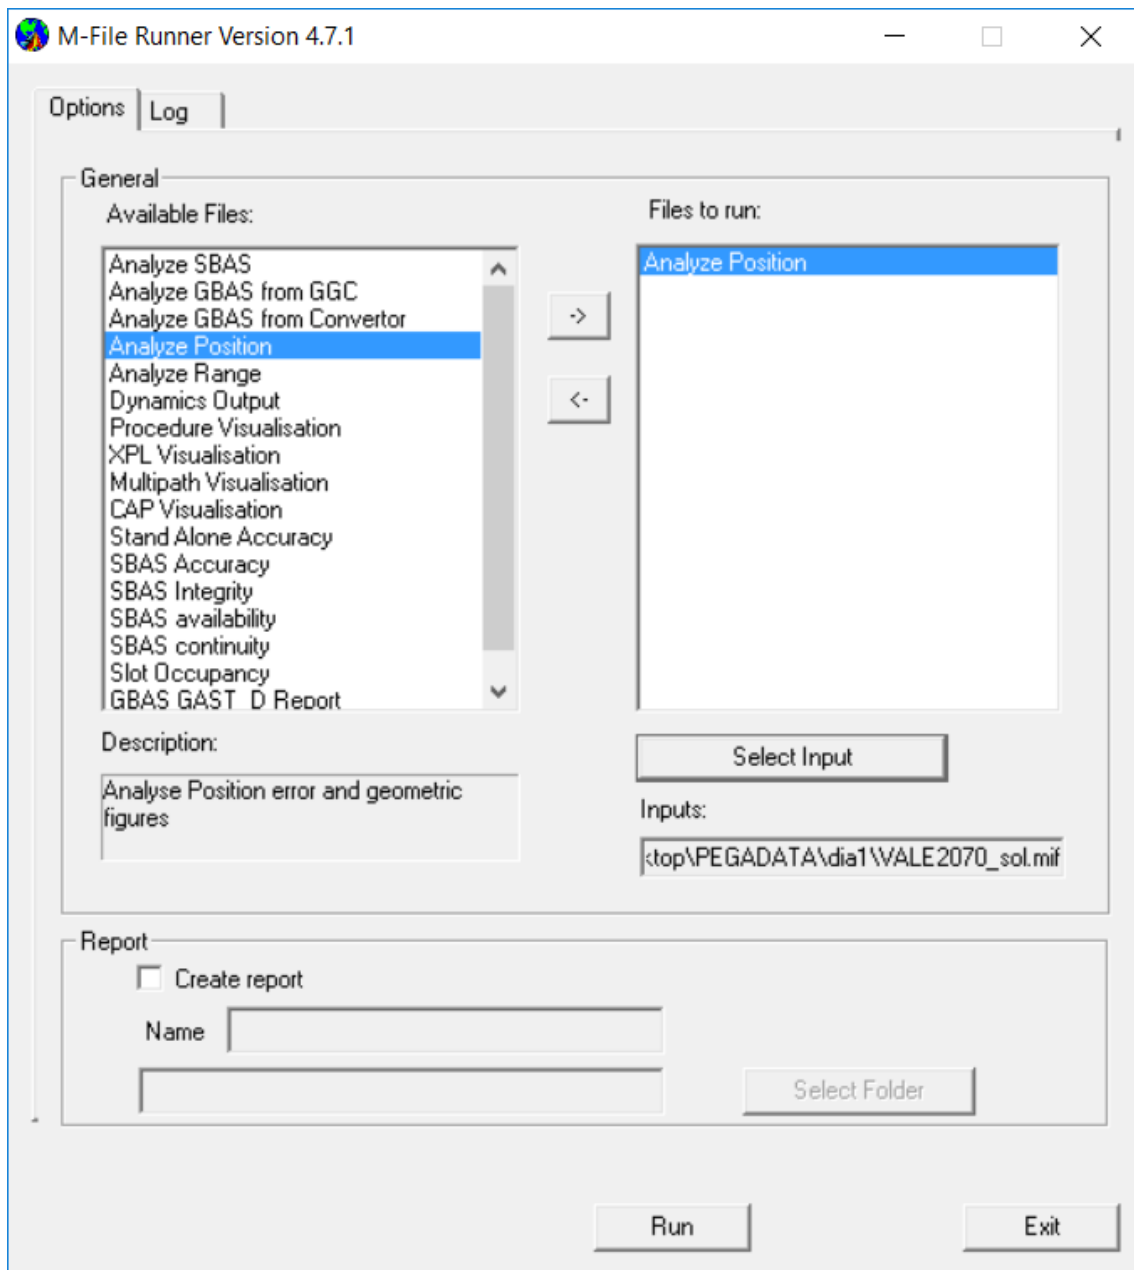 M-File Runner Version 4.7.1
Options
Log
General
Available Files:
Analyze SBAS
Analyze GBAS from GGC
Analyze GBAS from Convertor
Analyze Position
Analyze Range
Dynamics Output
Procedure Visualisation
XPL Visualisation
Multipath Visualisation
CAP Visualisation
Stand Alone Accuracy
SBAS Accuracy
SBAS Integrity
SBAS availability
SBAS continuity
Slot Occupancy
GBAS GAST_D Report
->
<-
Files to run:
Analyze Position
Description:
Analyse Position error and geometric
figures
Select Input
Inputs:
top\PEGADATA\dia1\VALE2070_sol.mif
Report
Create report
Name
Select Folder
Run
Exit